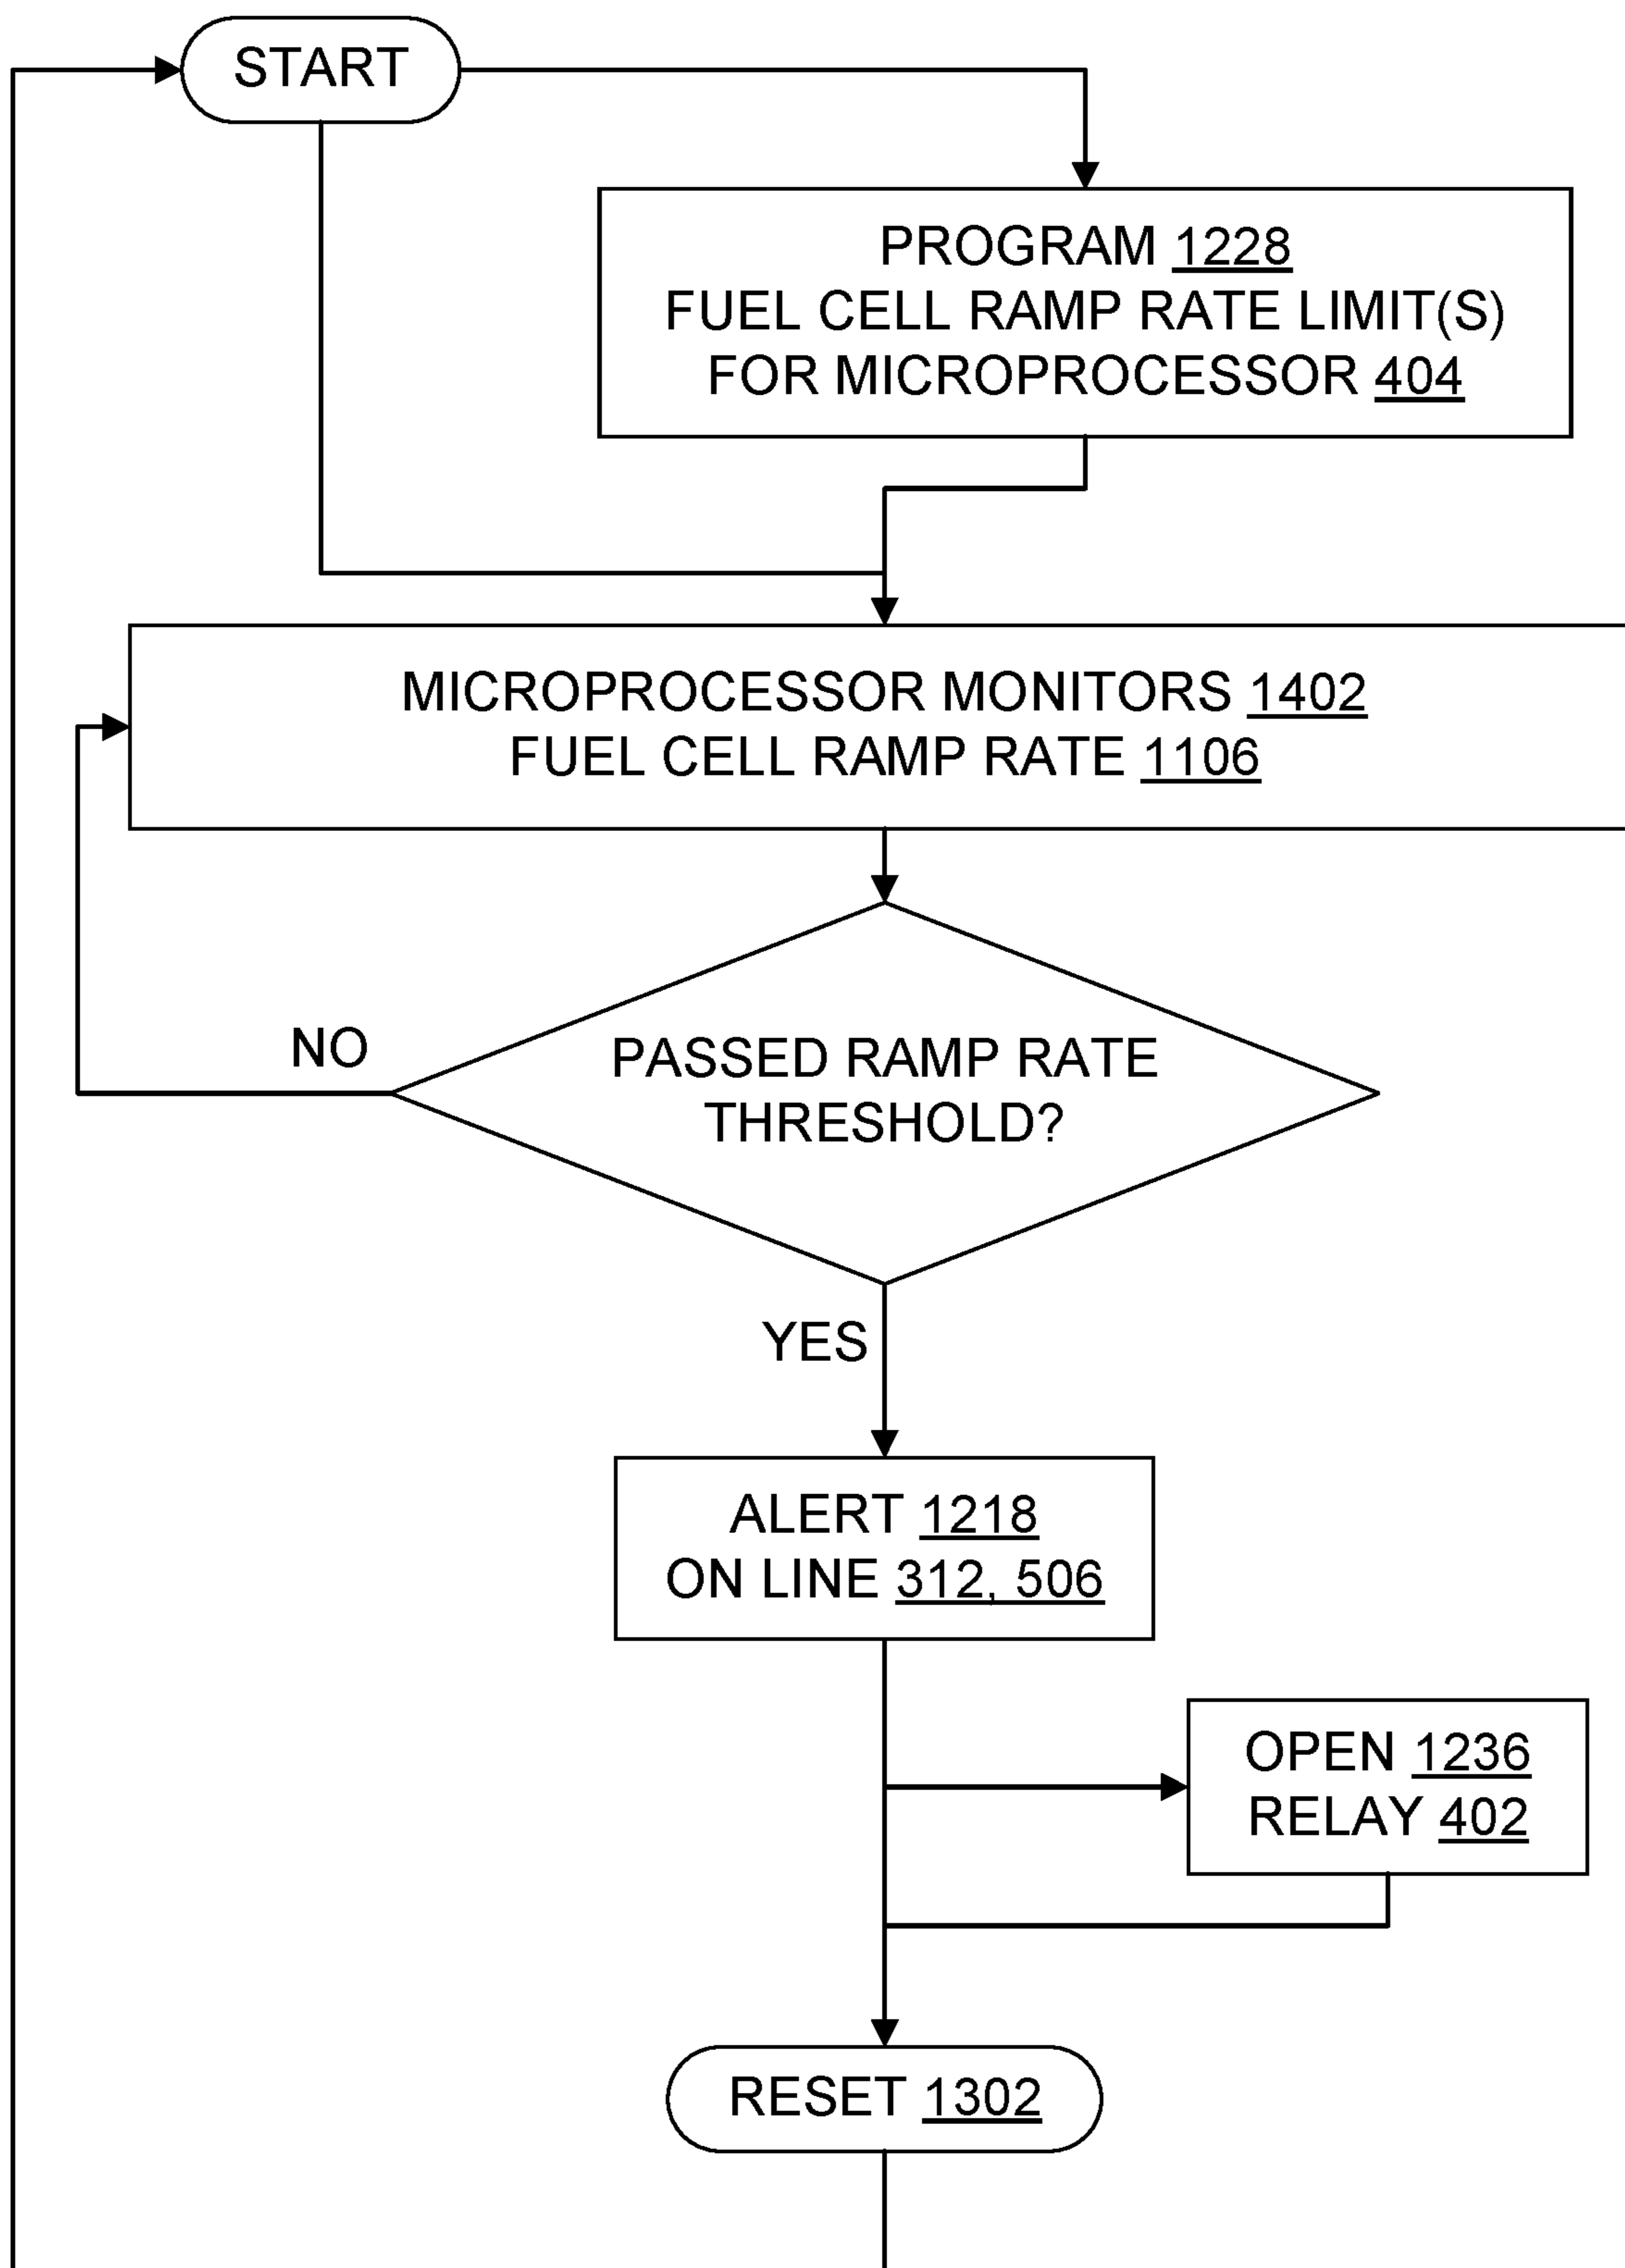 START
PROGRAM 1228
FUEL CELL RAMP RATE LIMIT(S)
FOR MICROPROCESSOR 404
MICROPROCESSOR MONITORS 1402
FUEL CELL RAMP RATE 1106
NO
PASSED RAMP RATE
THRESHOLD?
YES
ALERT 1218
ON LINE 312, 506
OPEN 1236
RELAY 402
RESET 1302